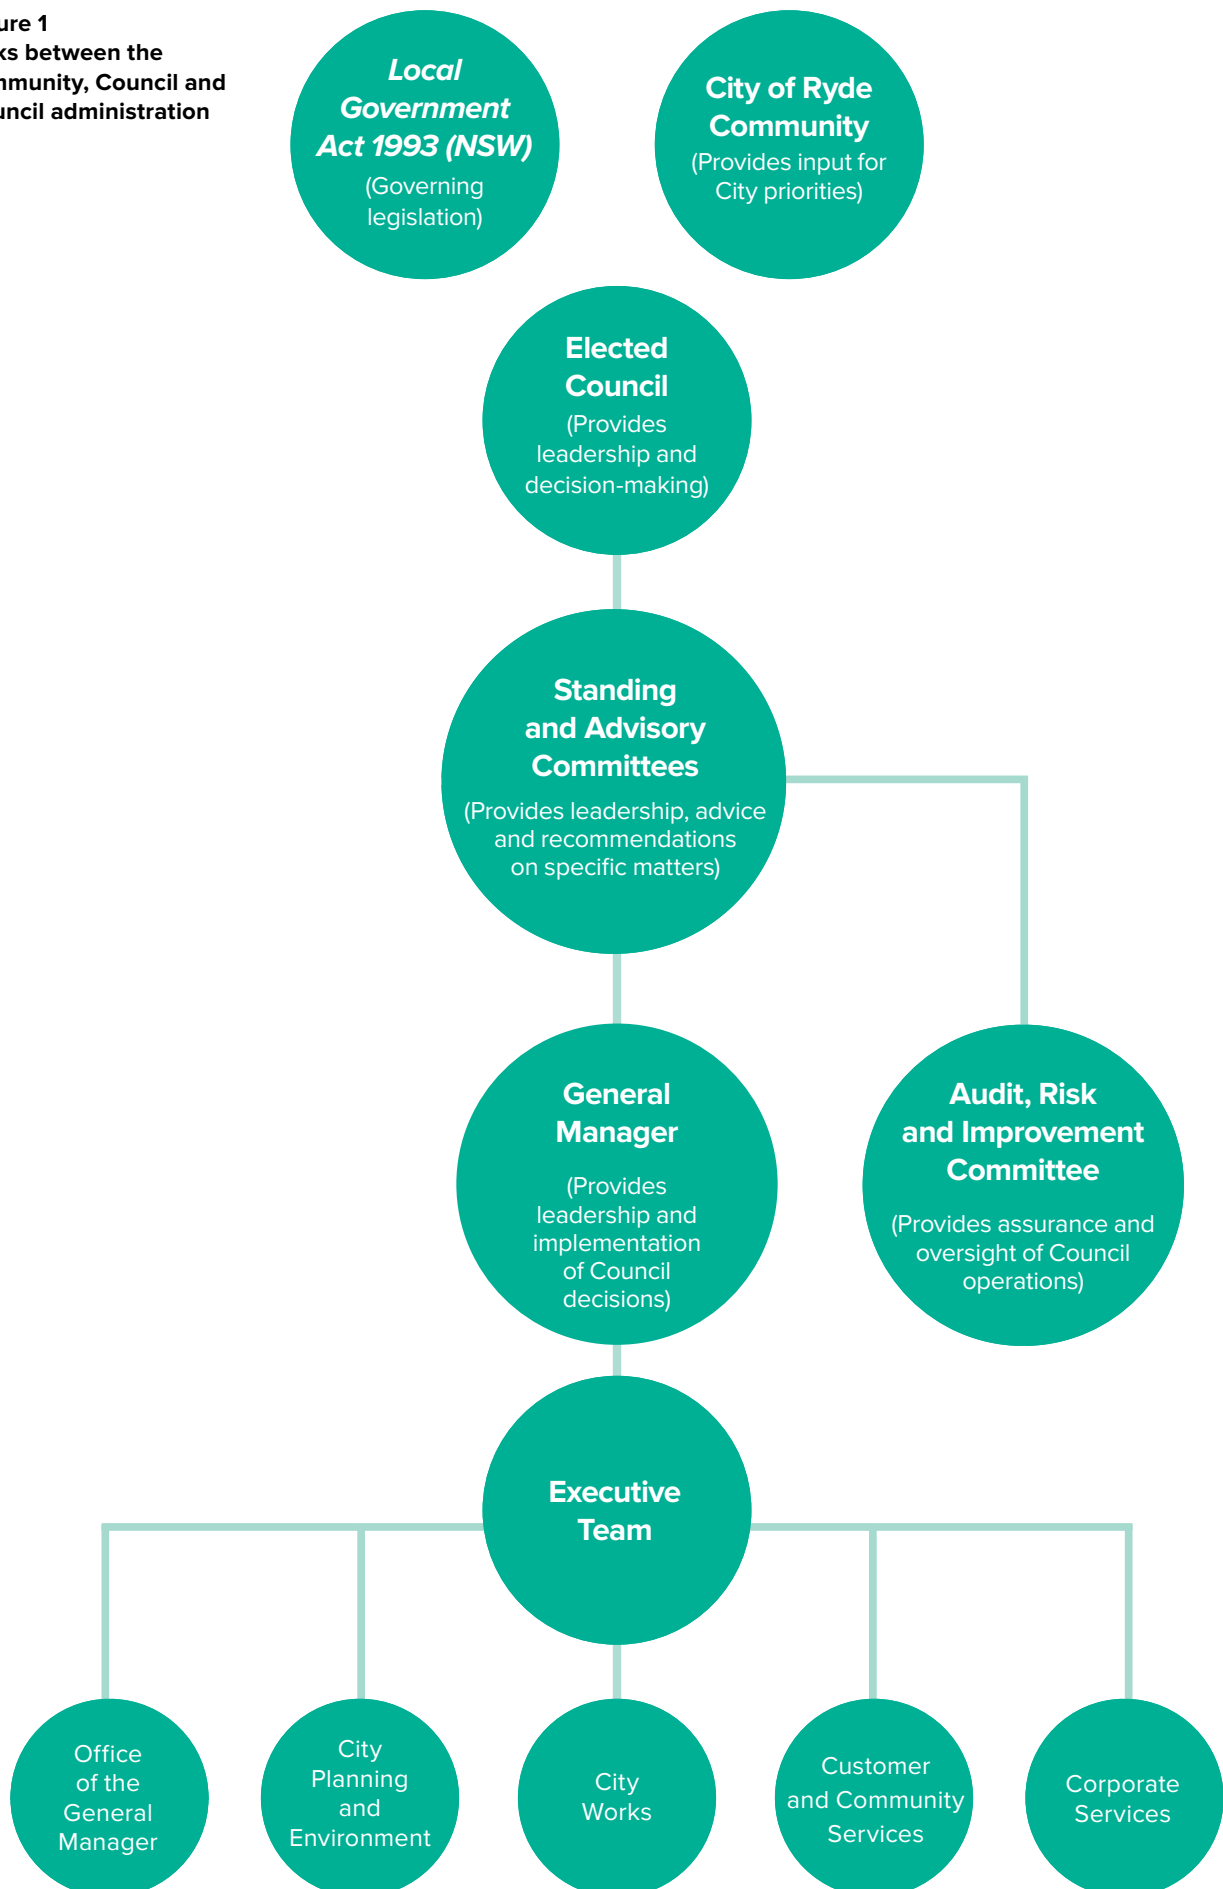 ure 1
ks between the
mmunity, Council and
uncil administration
Local
Government
Act 1993 (NSW)
(Governing
legislation)
City of Ryde
Community
(Provides input for
City priorities)
Elected
Council
(Provides
leadership and
decision-making)
Standing
and Advisory
Committees
(Provides leadership, advice
and recommendations
on specific matters)
General
Manager
(Provides
leadership and
implementation
of Council
decisions)
Audit, Risk
and Improvement
Committee
(Provides assurance and
oversight of Council
operations)
Executive
Team
Office
of the
General
Manager
City
Planning
and
Environment
City
Works
Customer
and Community
Services
Corporate
Services